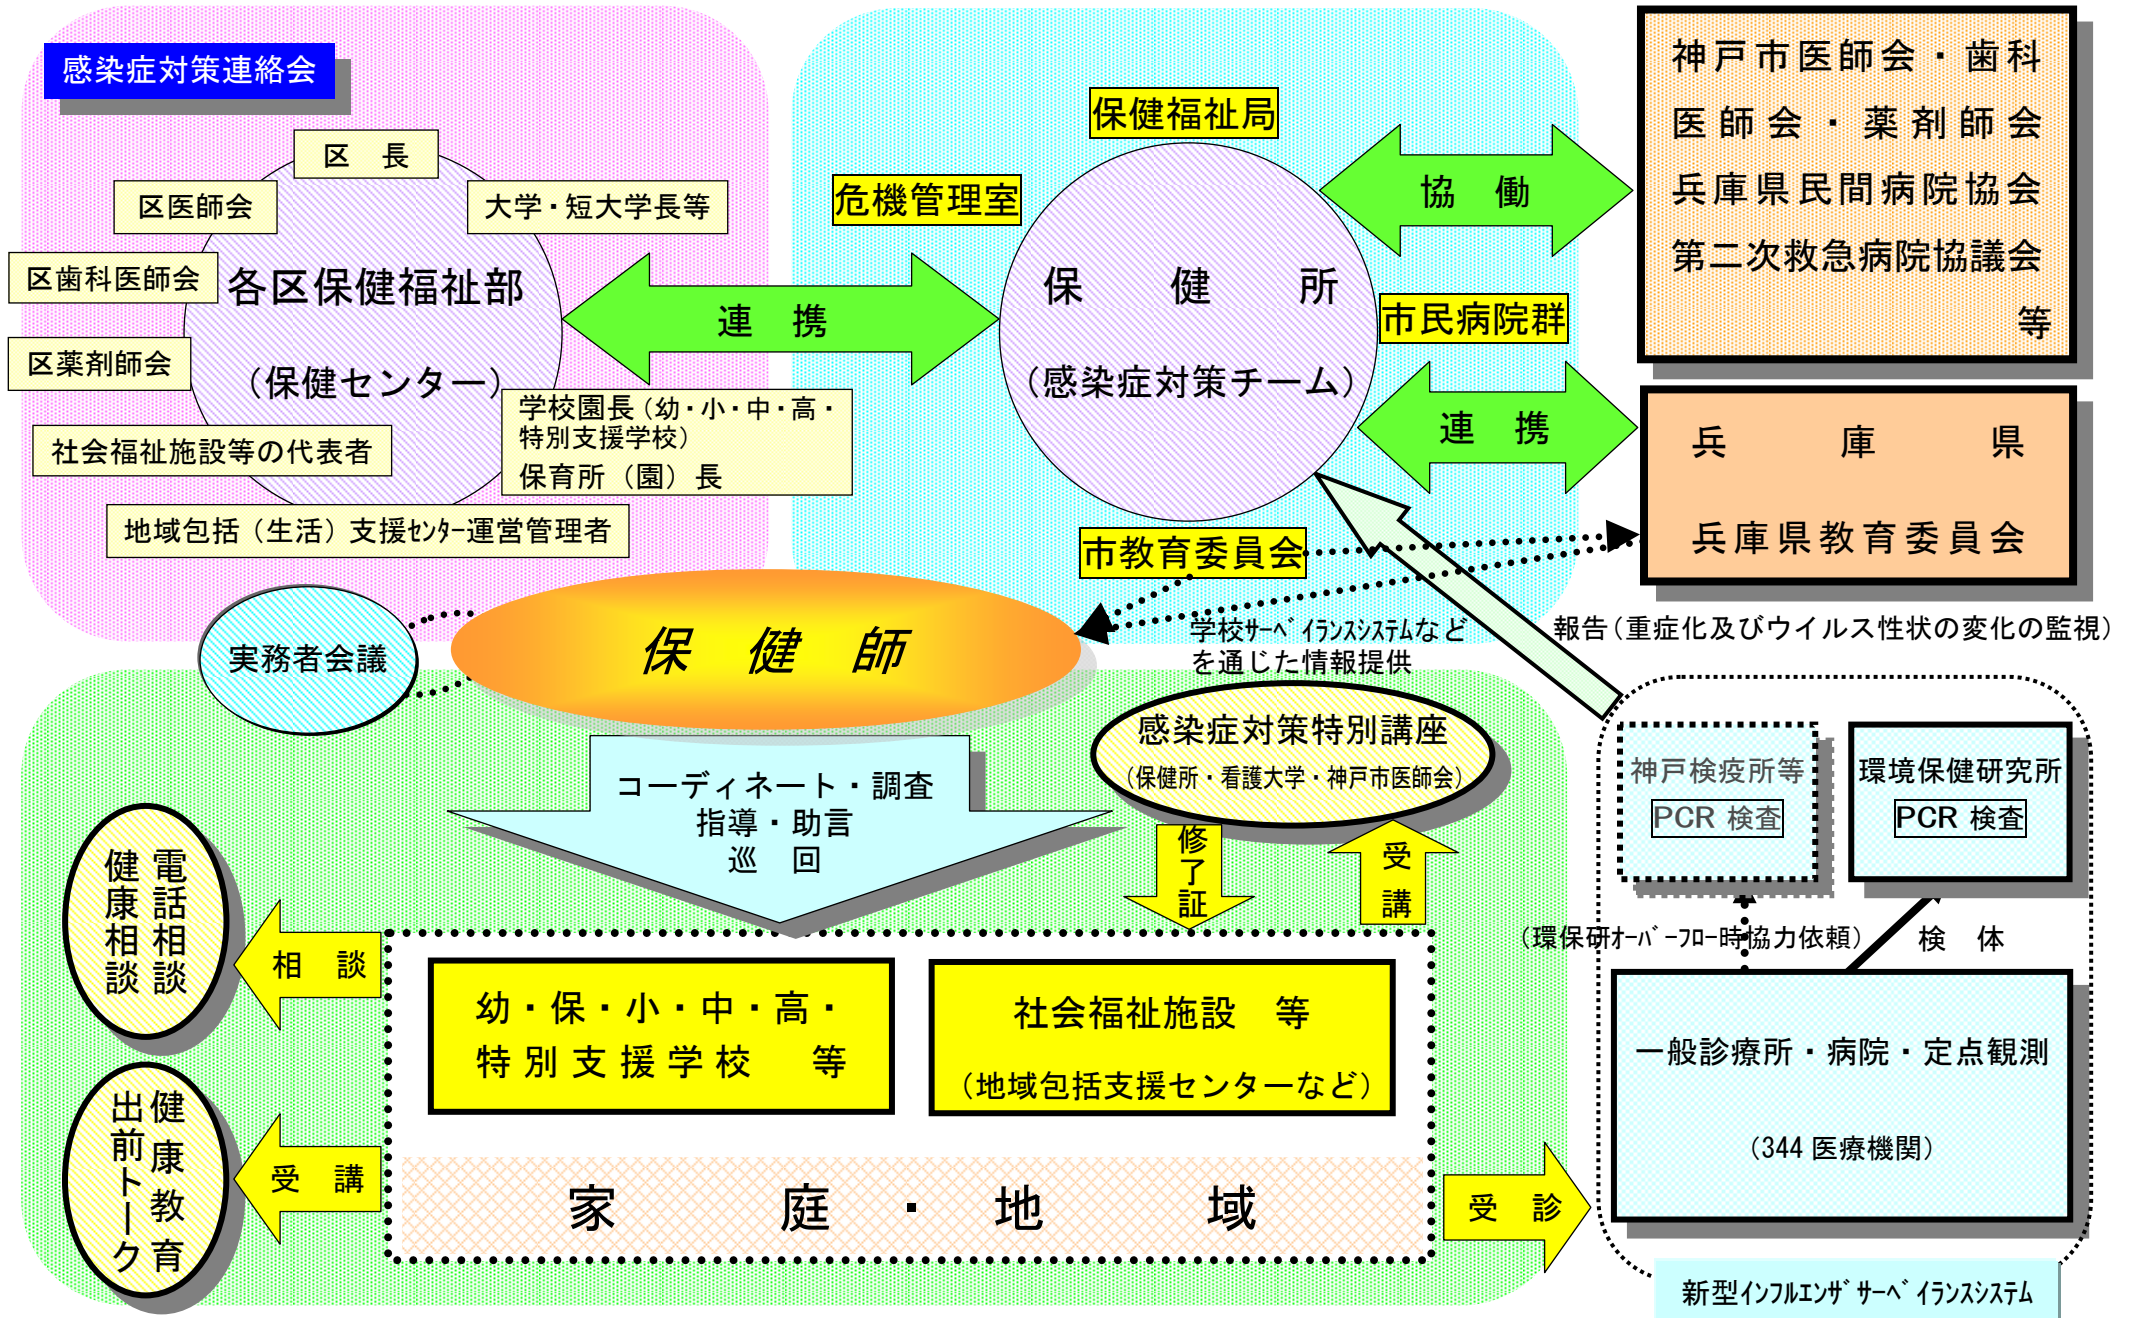 感染症対策連絡会
区　長
区医師会
大学・短大学長等
区歯科医師会
各区保健福祉部
区薬剤師会
（保健センター）
学校園長（幼・小・中・高・
特別支援学校）
保育所（園）長
社会福祉施設等の代表者
地域包括（生活）支援ｾﾝﾀｰ運営管理者
連　携
保健福祉局
危機管理室
保　健　所
（感染症対策チーム）
市民病院群
市教育委員会
協　働
連　携
神戸市医師会・歯科
医師会・薬剤師会
兵庫県民間病院協会
第二次救急病院協議会
等
兵　庫　県
兵庫県教育委員会
実務者会議
保　健　師
学校ｻｰﾍﾞｲﾗﾝｽｼｽﾃﾑなど
を通じた情報提供
報告（重症化及びウイルス性状の変化の監視）
コーディネート・調査
指導・助言
巡　回
感染症対策特別講座
（保健所・看護大学・神戸市医師会）
修了証
受講
電話相談
健康相談
相　談
健康教育
出前トーク
受　講
幼・保・小・中・高・
特別支援学校　等
社会福祉施設　等
（地域包括支援センターなど）
家　庭・地　域
受　診
神戸検疫所等
PCR 検査
環境保健研究所
PCR 検査
（環保研ｵｰﾊﾞｰﾌﾛｰ時協力依頼）
検　体
一般診療所・病院・定点観測
（344 医療機関）
新型ｲﾝﾌﾙｴﾝｻﾞｻｰﾍﾞｲﾗﾝｽｼｽﾃﾑ